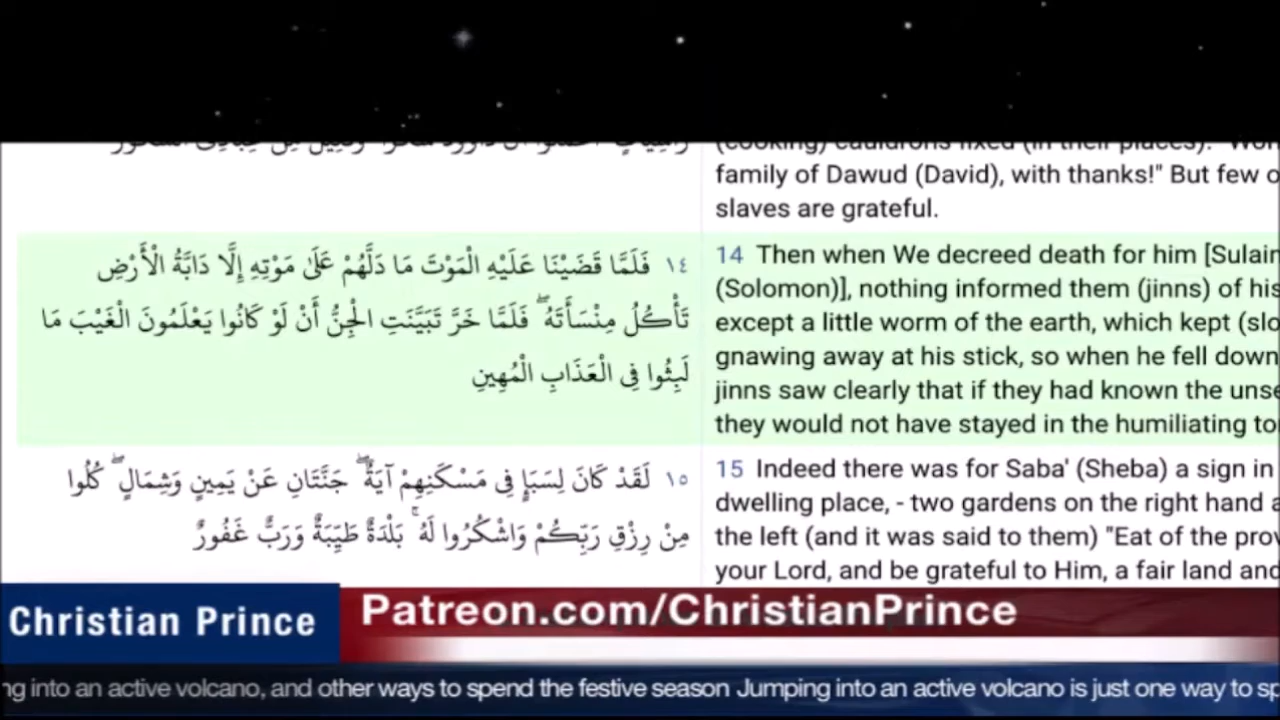 (cooking) cauldrons fixed (in their places).
family of Dawud (David), with thanks!" But few o
slaves are grateful.
١٤ فَلَمَّا قَضَيْنَا عَلَيْهِ الْمَوْتَ مَا دَلَّهُمْ عَلَىٰ مَوْتِهِ إِلَّا دَابَّةُ الْأَرْضِ
تَأْكُلُ مِنْسَأَتَهُ ۖ فَلَمَّا خَرَّ تَبَيَّنَتِ الْجِنُّ أَنْ لَوْ كَانُوا يَعْلَمُونَ الْغَيْبَ مَا
لَبِثُوا فِي الْعَذَابِ الْمُهِينِ
14 Then when We decreed death for him [Sulaim
(Solomon)], nothing informed them (jinns) of his
except a little worm of the earth, which kept (slo
gnawing away at his stick, so when he fell down
jinns saw clearly that if they had known the unse
they would not have stayed in the humiliating to
١٥ لَقَدْ كَانَ لِسَبَإٍ فِي مَسْكَنِهِمْ آيَةٌ ۖ جَنَّتَانِ عَنْ يَمِينٍ وَشِمَالٍ ۖ كُلُوا
مِنْ رِزْقِ رَبِّكُمْ وَاشْكُرُوا لَهُ ۚ بَلْدَةٌ طَيِّبَةٌ وَرَبٌّ غَفُورٌ
15 Indeed there was for Saba' (Sheba) a sign in
dwelling place, - two gardens on the right hand a
the left (and it was said to them) "Eat of the prov
your Lord, and be grateful to Him, a fair land and
Christian Prince
Patreon.com/ChristianPrince
ng into an active volcano, and other ways to spend the festive season Jumping into an active volcano is just one way to sp